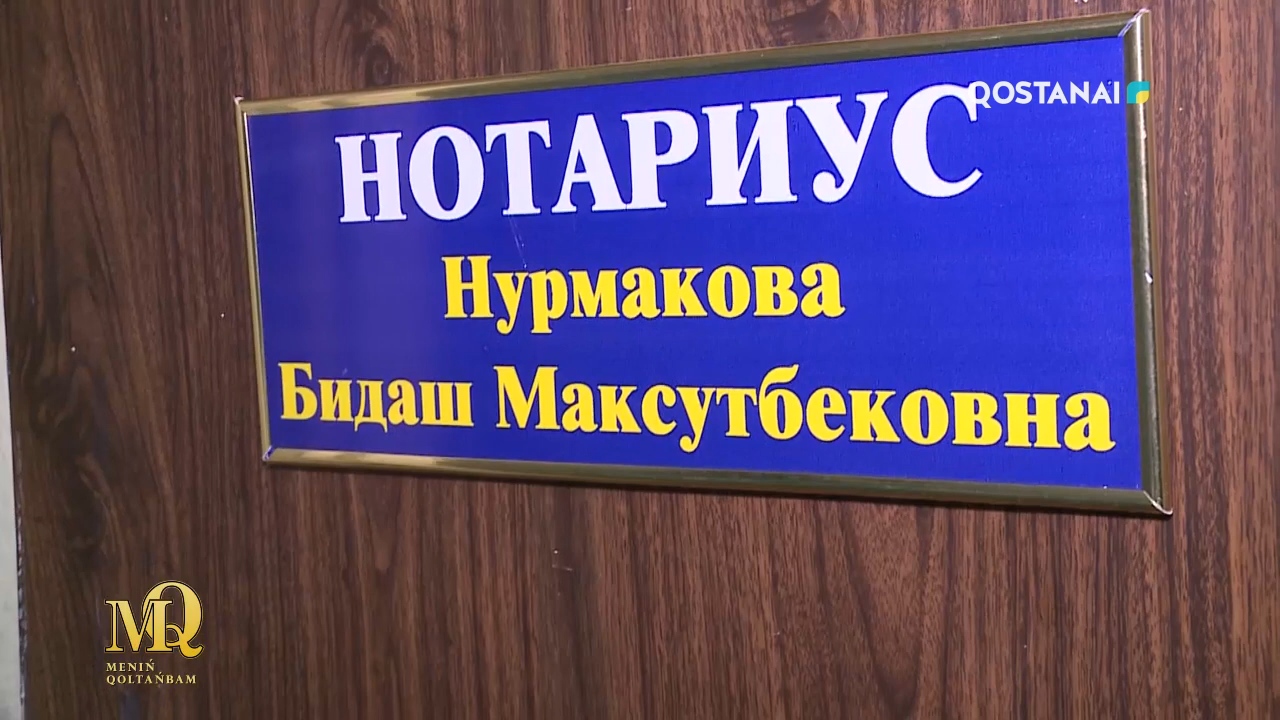 QOSTANAI
НОТАРИУС
Нурмакова
Бидаш Максутбековна
MQ
MENIŃ
QOLTAŃBAM